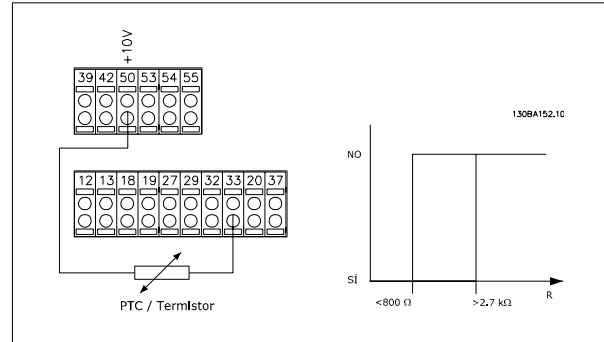 +10V
39 42 50 53 54 55
130BA152.10
12 13 18 19 27 29 32 33 20 37
NO
SÍ
<800 Ω
>2.7 kΩ
R
PTC / Termistor